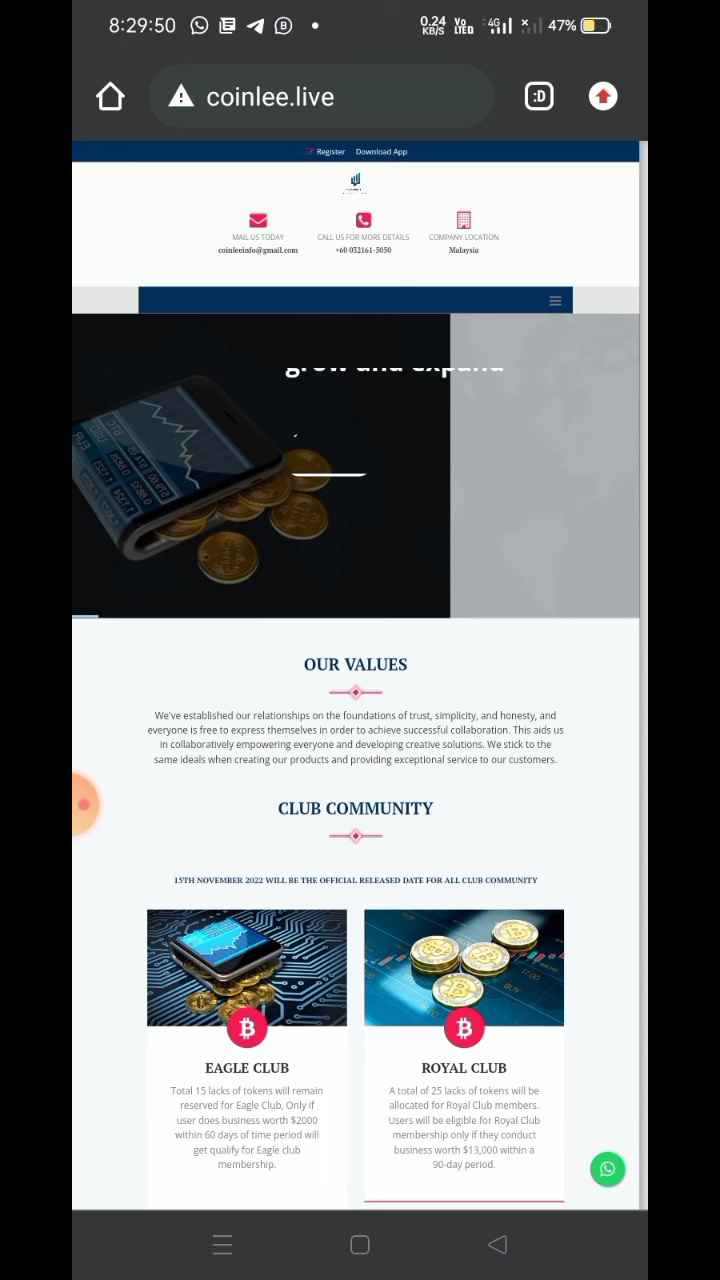 8:29:50
0.24 KB/S
Vo LTE D
4G
47%
coinlee.live
:D
Register Download App
MAIL US TODAY
coinleeinfo@gmail.com
CALL US FOR MORE DETAILS
+60 032161-5050
COMPANY LOCATION
Malaysia
grow and expand
OUR VALUES
We've established our relationships on the foundations of trust, simplicity, and honesty, and
everyone is free to express themselves in order to achieve successful collaboration. This aids us
in collaboratively empowering everyone and developing creative solutions. We stick to the
same ideals when creating our products and providing exceptional service to our customers.
CLUB COMMUNITY
15TH NOVEMBER 2022 WILL BE THE OFFICIAL RELEASED DATE FOR ALL CLUB COMMUNITY
EAGLE CLUB
Total 15 lacks of tokens will remain
reserved for Eagle Club, Only if
user does business worth $2000
within 60 days of time period will
get qualify for Eagle club
membership.
ROYAL CLUB
A total of 25 lacks of tokens will be
allocated for Royal Club members.
Users will be eligible for Royal Club
membership only if they conduct
business worth $13,000 within a
90-day period.